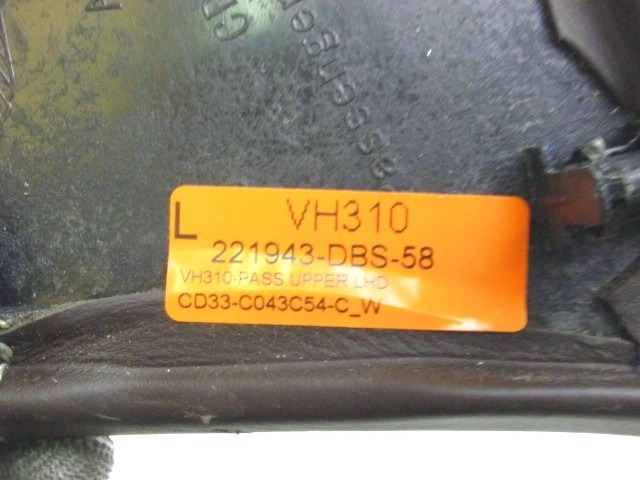 L VH310
221943-DBS-58
VH310-PASS UPPER LHD
CD33-C043C54-C_W